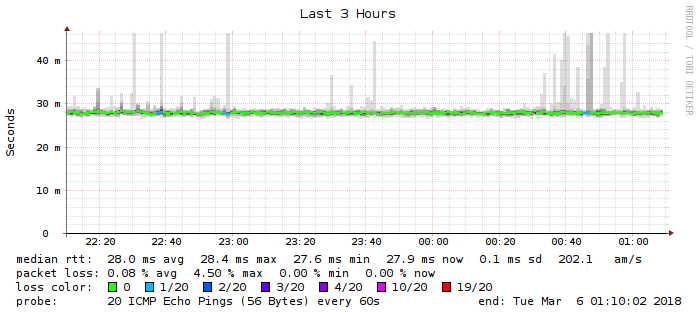 Last 3 Hours
RRDTOOL / TOBI OETIKER
Seconds
40 m
30 m
20 m
10 m
0
22:20 22:40 23:00 23:20 23:40 00:00 00:20 00:40 01:00
median rtt: 28.0 ms avg 28.4 ms max 27.6 ms min 27.9 ms now 0.1 ms sd 202.1 am/s
packet loss: 0.08 % avg 4.50 % max 0.00 % min 0.00 % now
loss color: 0 1/20 2/20 3/20 4/20 10/20 19/20
probe: 20 ICMP Echo Pings (56 Bytes) every 60s end: Tue Mar 6 01:10:02 2018